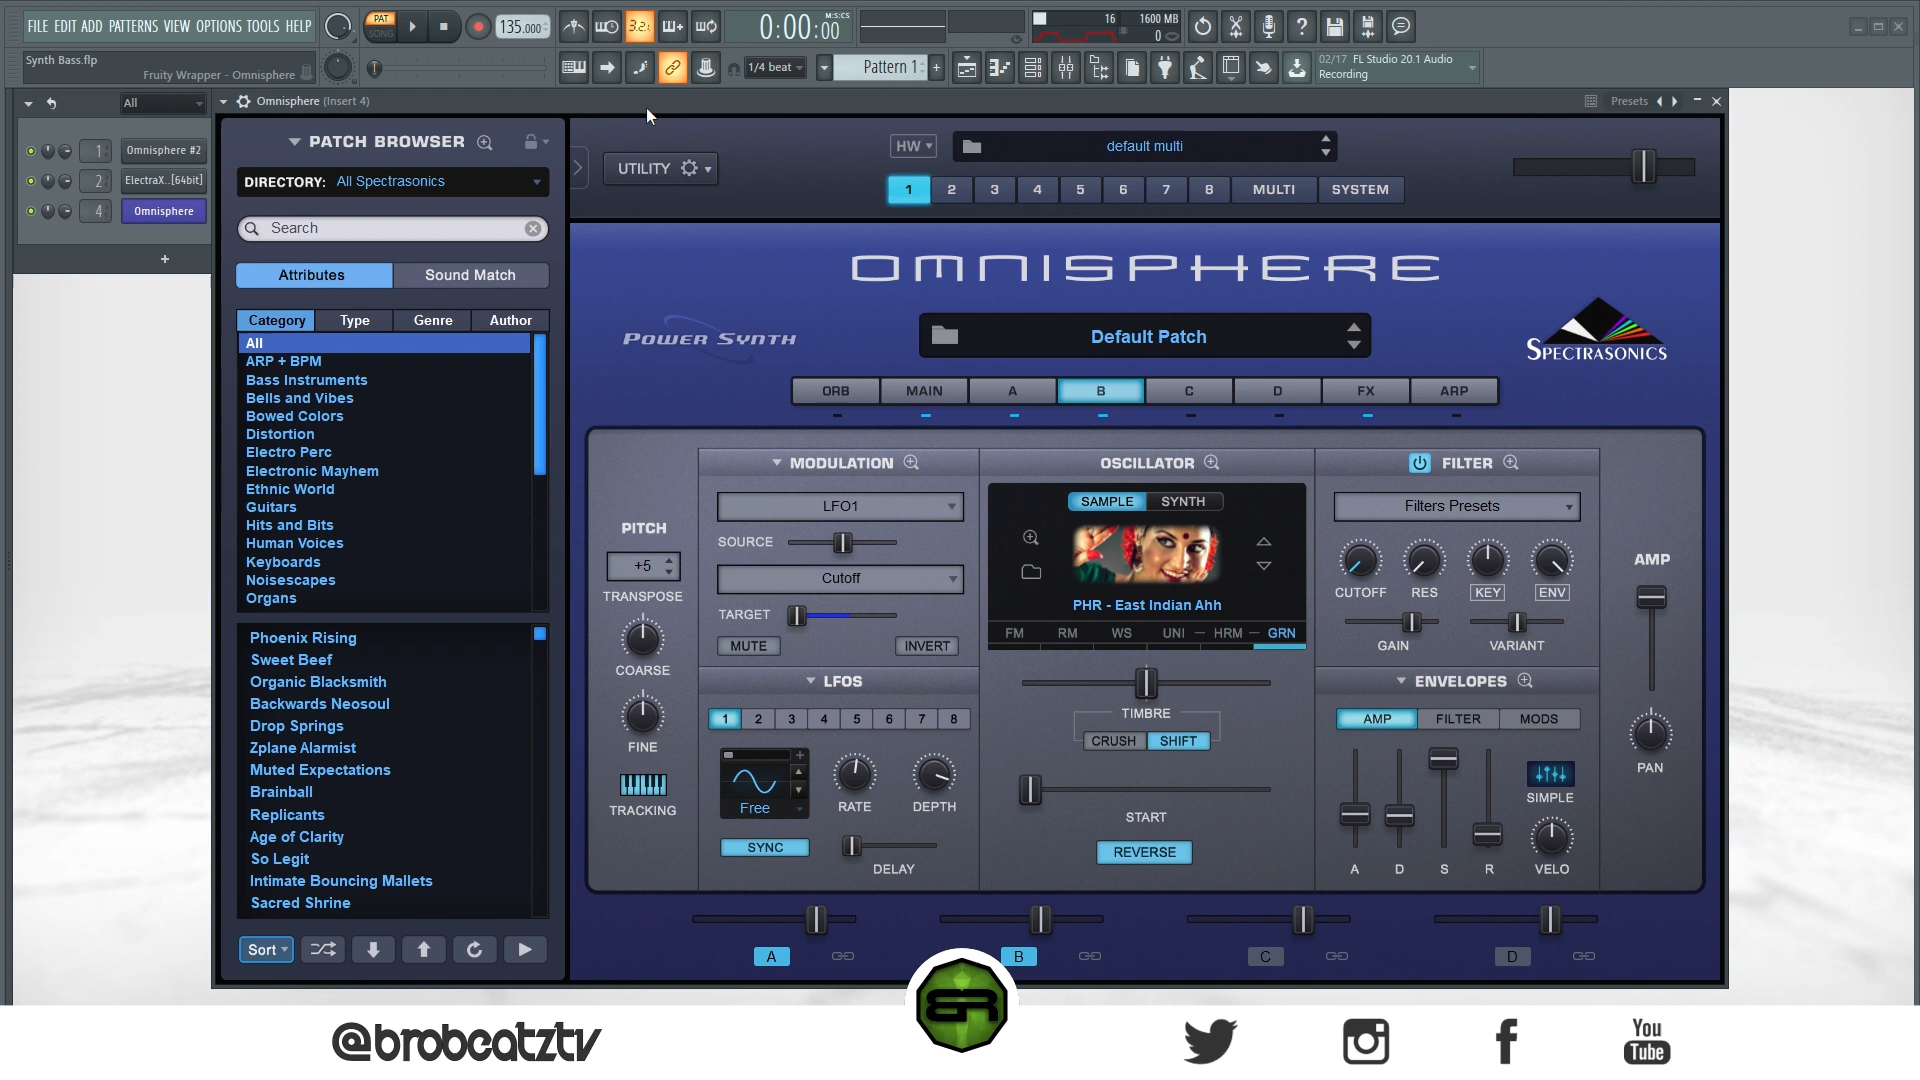 FILE EDIT ADD PATTERNS VIEW OPTIONS TOOLS HELP
PAT
SONG
135.000
3.2.
0:00:00
M:S:CS
16
1600 MB
0
Synth Bass.flp
Fruity Wrapper - Omnisphere
1/4 beat
Pattern 1
+
02/17 FL Studio 20.1 Audio
Recording
All
Omnisphere (Insert 4)
Presets
1 Omnisphere #2
2 ElectraX..[64bit]
4 Omnisphere
+
PATCH BROWSER
DIRECTORY: All Spectrasonics
Search
Attributes Sound Match
Category Type Genre Author
All
ARP + BPM
Bass Instruments
Bells and Vibes
Bowed Colors
Distortion
Electro Perc
Electronic Mayhem
Ethnic World
Guitars
Hits and Bits
Human Voices
Keyboards
Noisescapes
Organs
Phoenix Rising
Sweet Beef
Organic Blacksmith
Backwards Neosoul
Drop Springs
Zplane Alarmist
Muted Expectations
Brainball
Replicants
Age of Clarity
So Legit
Intimate Bouncing Mallets
Sacred Shrine
Sort
UTILITY
HW
default multi
1 2 3 4 5 6 7 8 MULTI SYSTEM
OMNISPHERE
POWER SYNTH
Default Patch
SPECTRASONICS
ORB MAIN A B C D FX ARP
PITCH
+5
TRANSPOSE
COARSE
FINE
TRACKING
MODULATION
LFO1
SOURCE
Cutoff
TARGET
MUTE INVERT
LFOS
1 2 3 4 5 6 7 8
Free
RATE DEPTH
SYNC
DELAY
OSCILLATOR
SAMPLE SYNTH
PHR - East Indian Ahh
FM RM WS UNI HRM GRN
TIMBRE
CRUSH SHIFT
START
REVERSE
FILTER
Filters Presets
CUTOFF RES KEY ENV
GAIN VARIANT
ENVELOPES
AMP FILTER MODS
SIMPLE
A D S R VELO
AMP
PAN
A B C D
@brobeatztv
BR
You
Tube